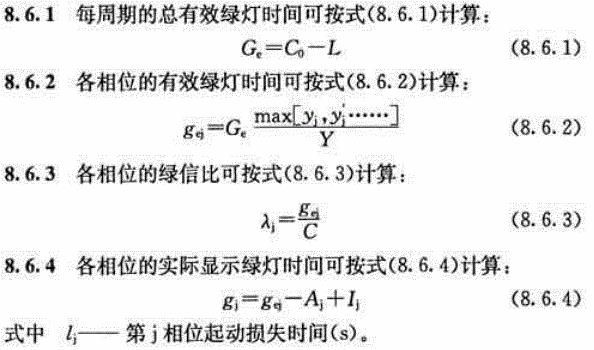 8.6.1 每周期的总有效绿灯时间可按式(8.6.1)计算:
Gₑ=C₀-L (8.6.1)
8.6.2 各相位的有效绿灯时间可按式(8.6.2)计算:
gₑⱼ=Gₑ max[yⱼ,y'ⱼ……]/Y (8.6.2)
8.6.3 各相位的绿信比可按式(8.6.3)计算:
λⱼ=gₑⱼ/C (8.6.3)
8.6.4 各相位的实际显示绿灯时间可按式(8.6.4)计算:
gⱼ=gₑⱼ-Aⱼ+Iⱼ (8.6.4)
式中 lⱼ——第j相位起动损失时间(s)。